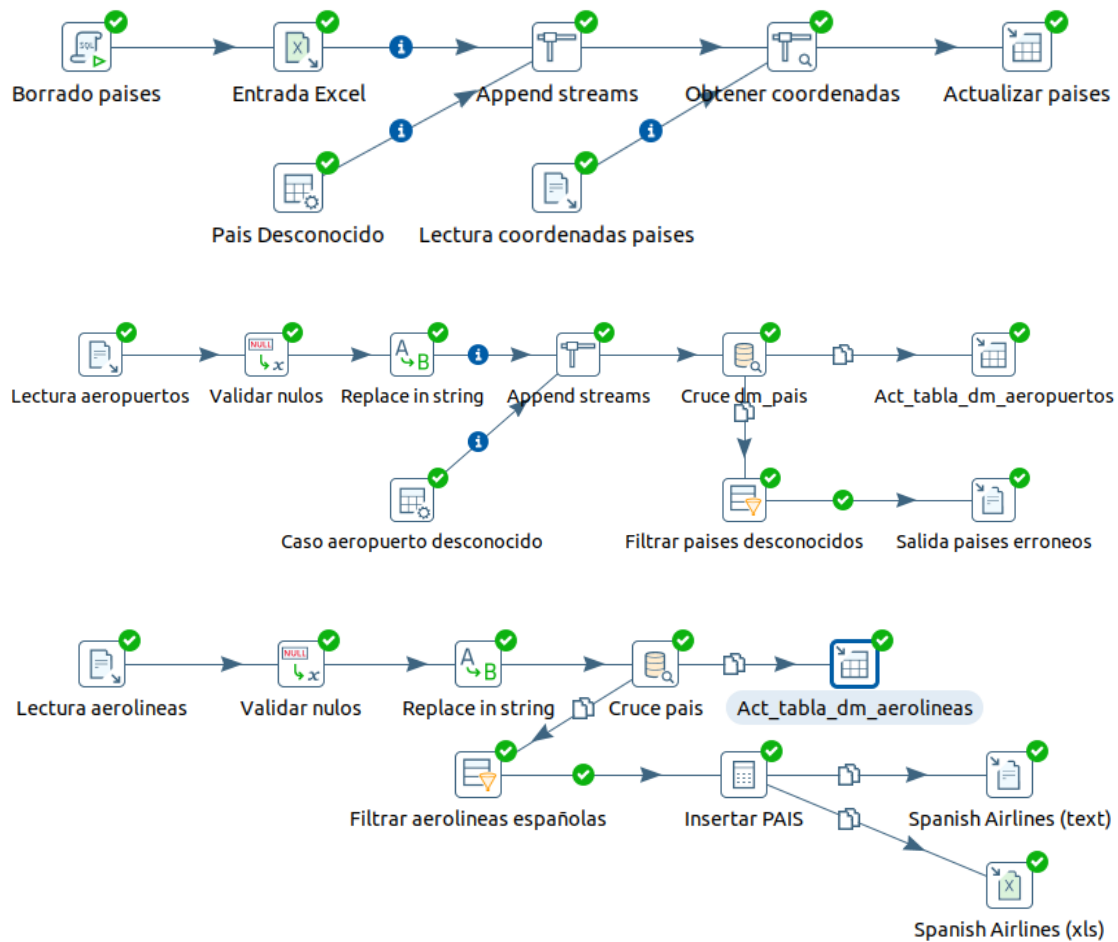 SQL
X
Borrado paises
Entrada Excel
Append streams
Obtener coordenadas
Actualizar paises
Pais Desconocido
Lectura coordenadas paises
NULL
x
A
B
Lectura aeropuertos
Validar nulos
Replace in string
Append streams
Cruce dm_pais
Act_tabla_dm_aeropuertos
Caso aeropuerto desconocido
Filtrar paises desconocidos
Salida paises erroneos
NULL
x
A
B
Lectura aerolineas
Validar nulos
Replace in string
Cruce pais
Act_tabla_dm_aerolineas
Filtrar aerolineas españolas
Insertar PAIS
Spanish Airlines (text)
X
Spanish Airlines (xls)